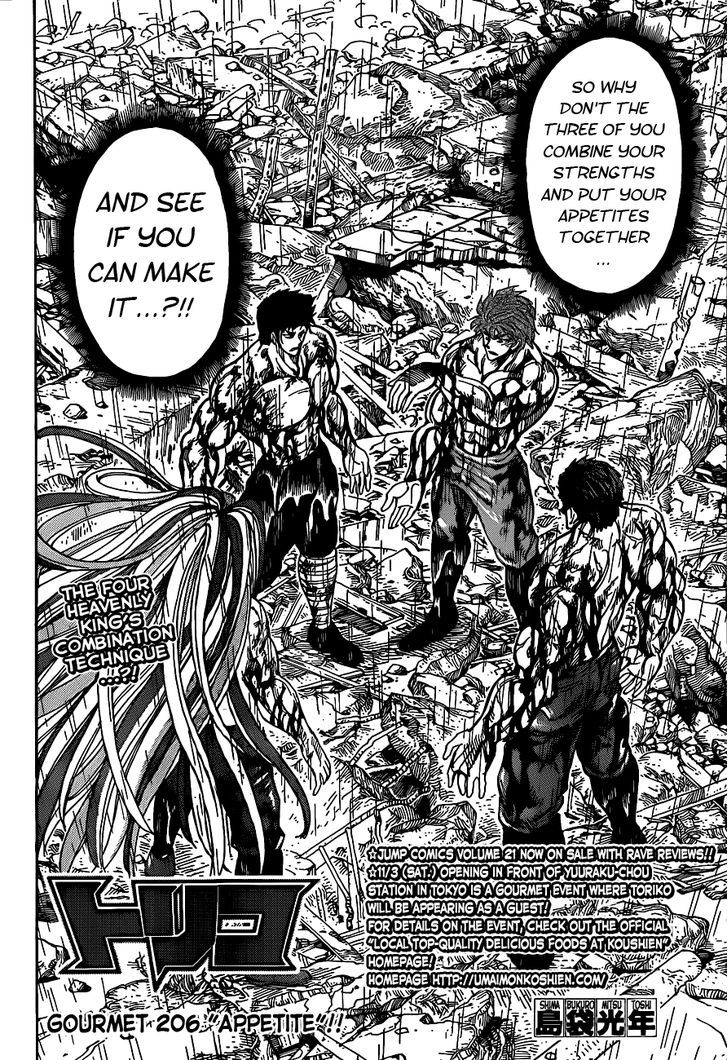 SO WHY
DON'T THE
THREE OF YOU
COMBINE YOUR
STRENGTHS
AND PUT YOUR
APPETITES
TOGETHER
...
AND SEE
IF YOU
CAN MAKE
IT...?!!
THE FOUR
HEAVENLY
KING'S
COMBINATION
TECHNIQUE
...?!
トリコ
GOURMET 206 "APPETITE"!!
☆JUMP COMICS VOLUME 21 NOW ON SALE WITH RAVE REVIEWS!!
☆11/3 (SAT.) OPENING IN FRONT OF YUURAKU-CHOU
STATION IN TOKYO IS A GOURMET EVENT WHERE TORIKO
WILL BE APPEARING AS A GUEST!
FOR DETAILS ON THE EVENT, CHECK OUT THE OFFICIAL
"LOCAL TOP-QUALITY DELICIOUS FOODS AT KOUSHIEN"
HOMEPAGE!
HOMEPAGE HTTP://UMAIMONKOSHIEN.COM/
SHIMA BUKURO MITSU TOSHI
島袋光年